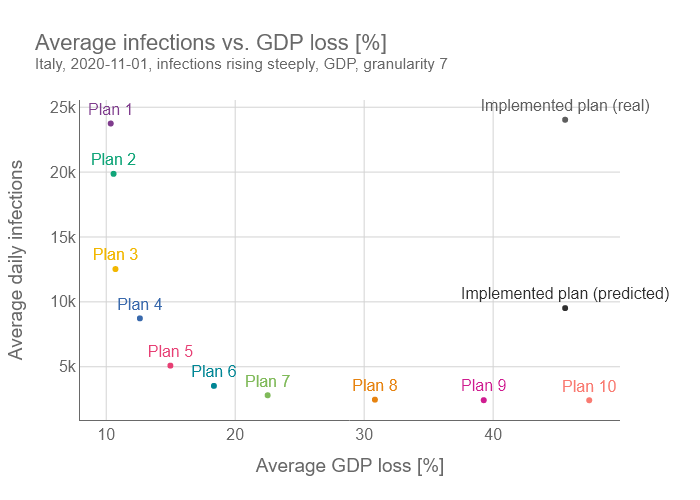 Average infections vs. GDP loss [%]
Italy, 2020-11-01, infections rising steeply, GDP, granularity 7
25k
Plan 1
Implemented plan (real)
Plan 2
20k
15k
Plan 3
10k
Plan 4
Implemented plan (predicted)
Plan 5
5k
Plan 6
Plan 7
Plan 8
Plan 9
Plan 10
Average daily infections
10
20
30
40
Average GDP loss [%]